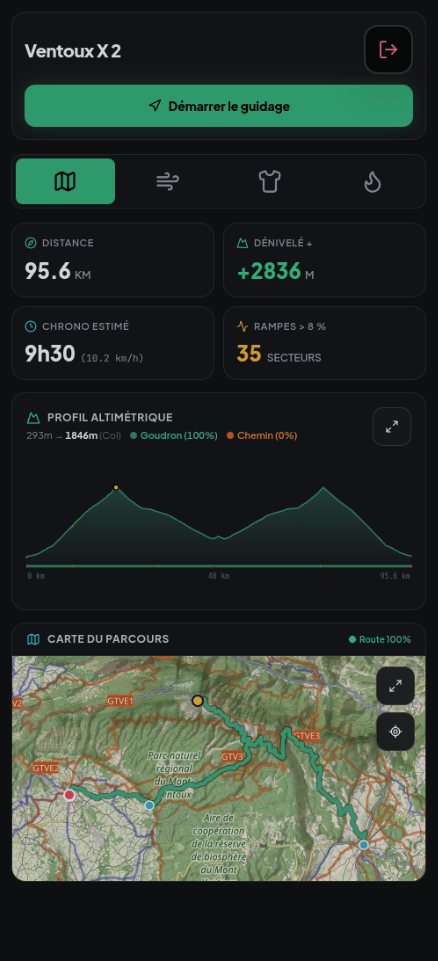 Ventoux X 2
Démarrer le guidage
DISTANCE
95.6 KM
DÉNIVELÉ +
+2836 M
CHRONO ESTIMÉ
9h30 (10.2 km/h)
RAMPES > 8 %
35 SECTEURS
PROFIL ALTIMÉTRIQUE
293m → 1846m (Col) Goudron (100%) Chemin (0%)
0 km 48 km 95.6 km
CARTE DU PARCOURS
Route 100%
GTVE1
GTVE3
GTV3
GTVE2
Parc naturel
régional
du Mont-
Ventoux
Aire de
coopération
de la réserve
de biosphère
du Mont